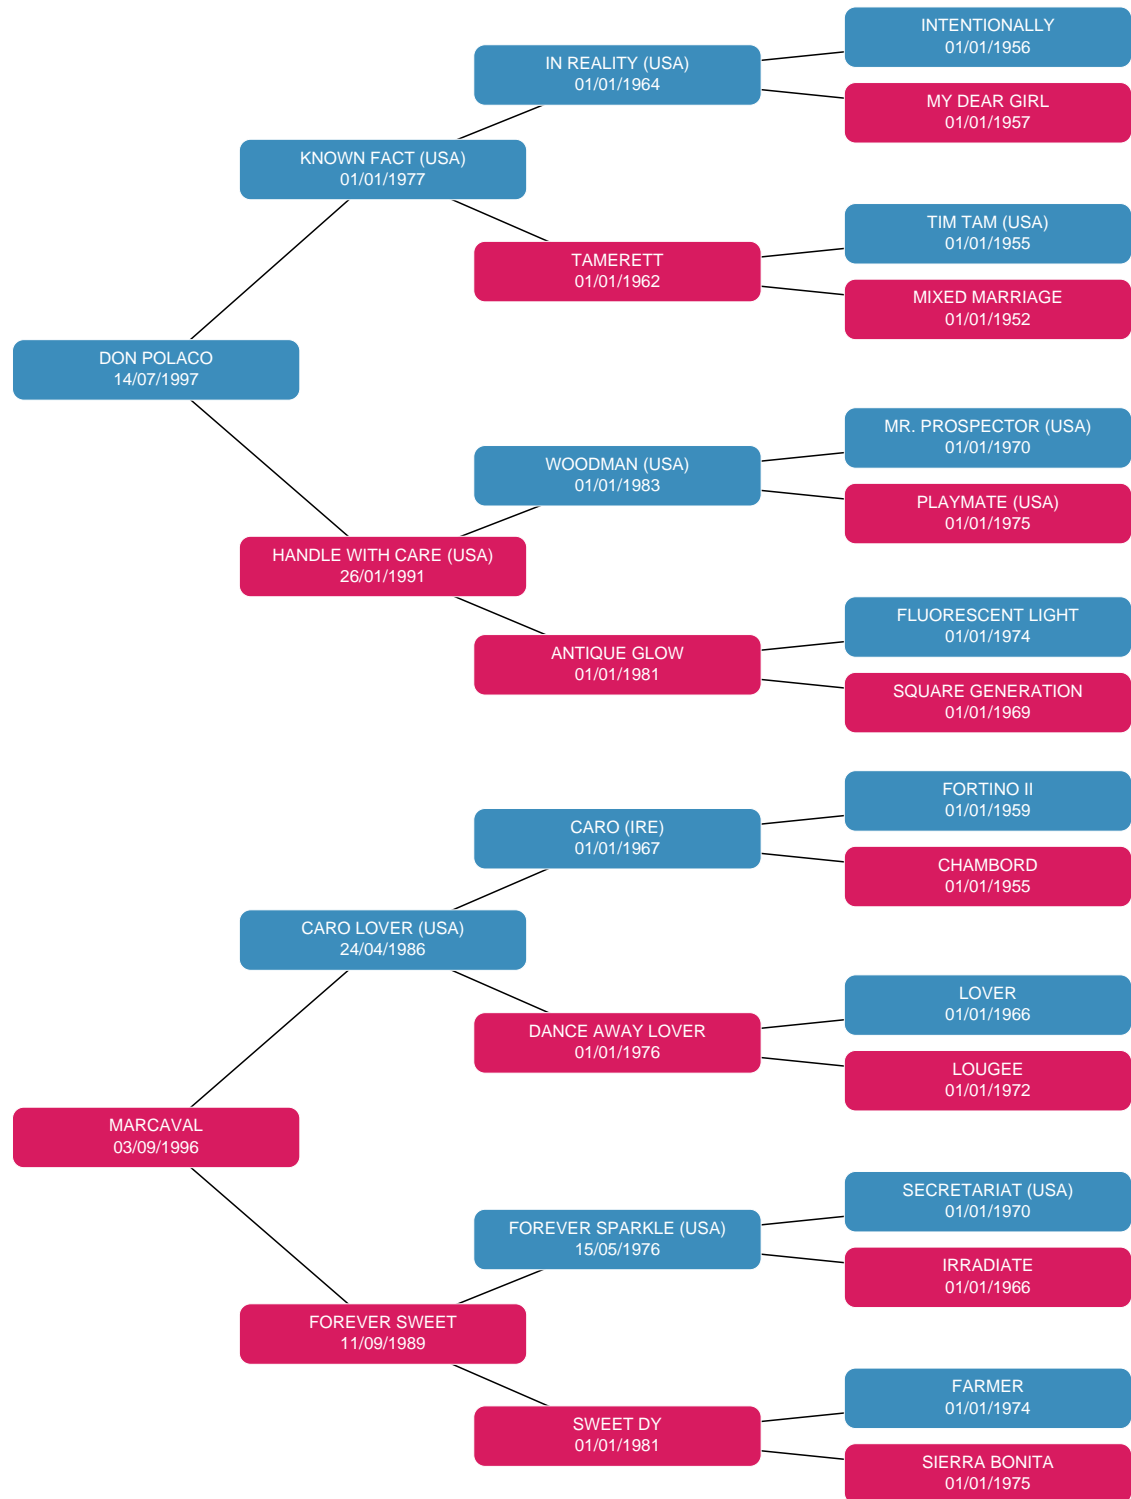 INTENTIONALLY
01/01/1956
IN REALITY (USA)
01/01/1964
MY DEAR GIRL
01/01/1957
KNOWN FACT (USA)
01/01/1977
TIM TAM (USA)
01/01/1955
TAMERETT
01/01/1962
MIXED MARRIAGE
01/01/1952
DON POLACO
14/07/1997
MR. PROSPECTOR (USA)
01/01/1970
WOODMAN (USA)
01/01/1983
PLAYMATE (USA)
01/01/1975
HANDLE WITH CARE (USA)
26/01/1991
FLUORESCENT LIGHT
01/01/1974
ANTIQUE GLOW
01/01/1981
SQUARE GENERATION
01/01/1969
FORTINO II
01/01/1959
CARO (IRE)
01/01/1967
CHAMBORD
01/01/1955
CARO LOVER (USA)
24/04/1986
LOVER
01/01/1966
DANCE AWAY LOVER
01/01/1976
LOUGEE
01/01/1972
MARCAVAL
03/09/1996
SECRETARIAT (USA)
01/01/1970
FOREVER SPARKLE (USA)
15/05/1976
IRRADIATE
01/01/1966
FOREVER SWEET
11/09/1989
FARMER
01/01/1974
SWEET DY
01/01/1981
SIERRA BONITA
01/01/1975